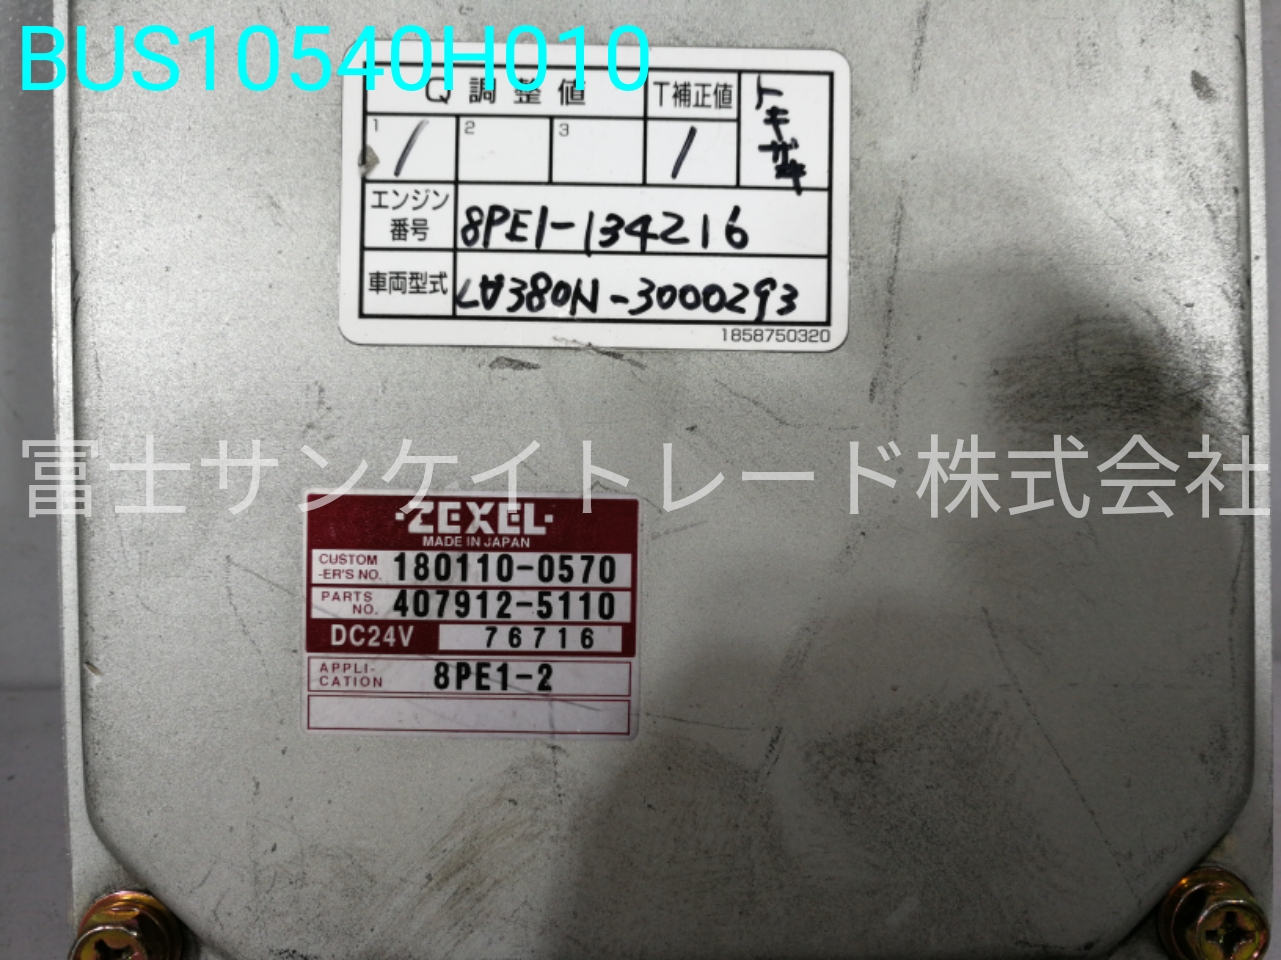 BUS10540H010
Q 調整値 T補正値 トキザキ
1 / 2 3 /
エンジン番号 8PE1-134216
車両型式 LV380N-3000293
1858750320
富士サンケイトレード株式会社
ZEXEL
MADE IN JAPAN
CUSTOM-ER'S NO. 180110-0570
PARTS NO. 407912-5110
DC24V 76716
APPLI-CATION 8PE1-2